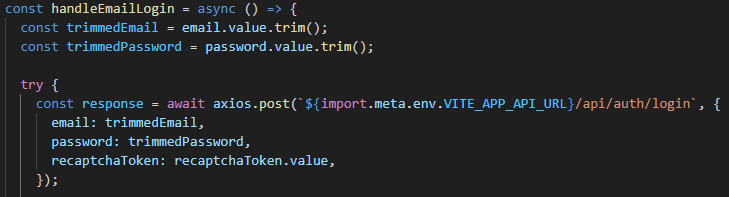 const handleEmailLogin = async () => {
const trimmedEmail = email.value.trim();
const trimmedPassword = password.value.trim();
try {
const response = await axios.post(`${import.meta.env.VITE_APP_API_URL}/api/auth/login`, {
email: trimmedEmail,
password: trimmedPassword,
recaptchaToken: recaptchaToken.value,
});